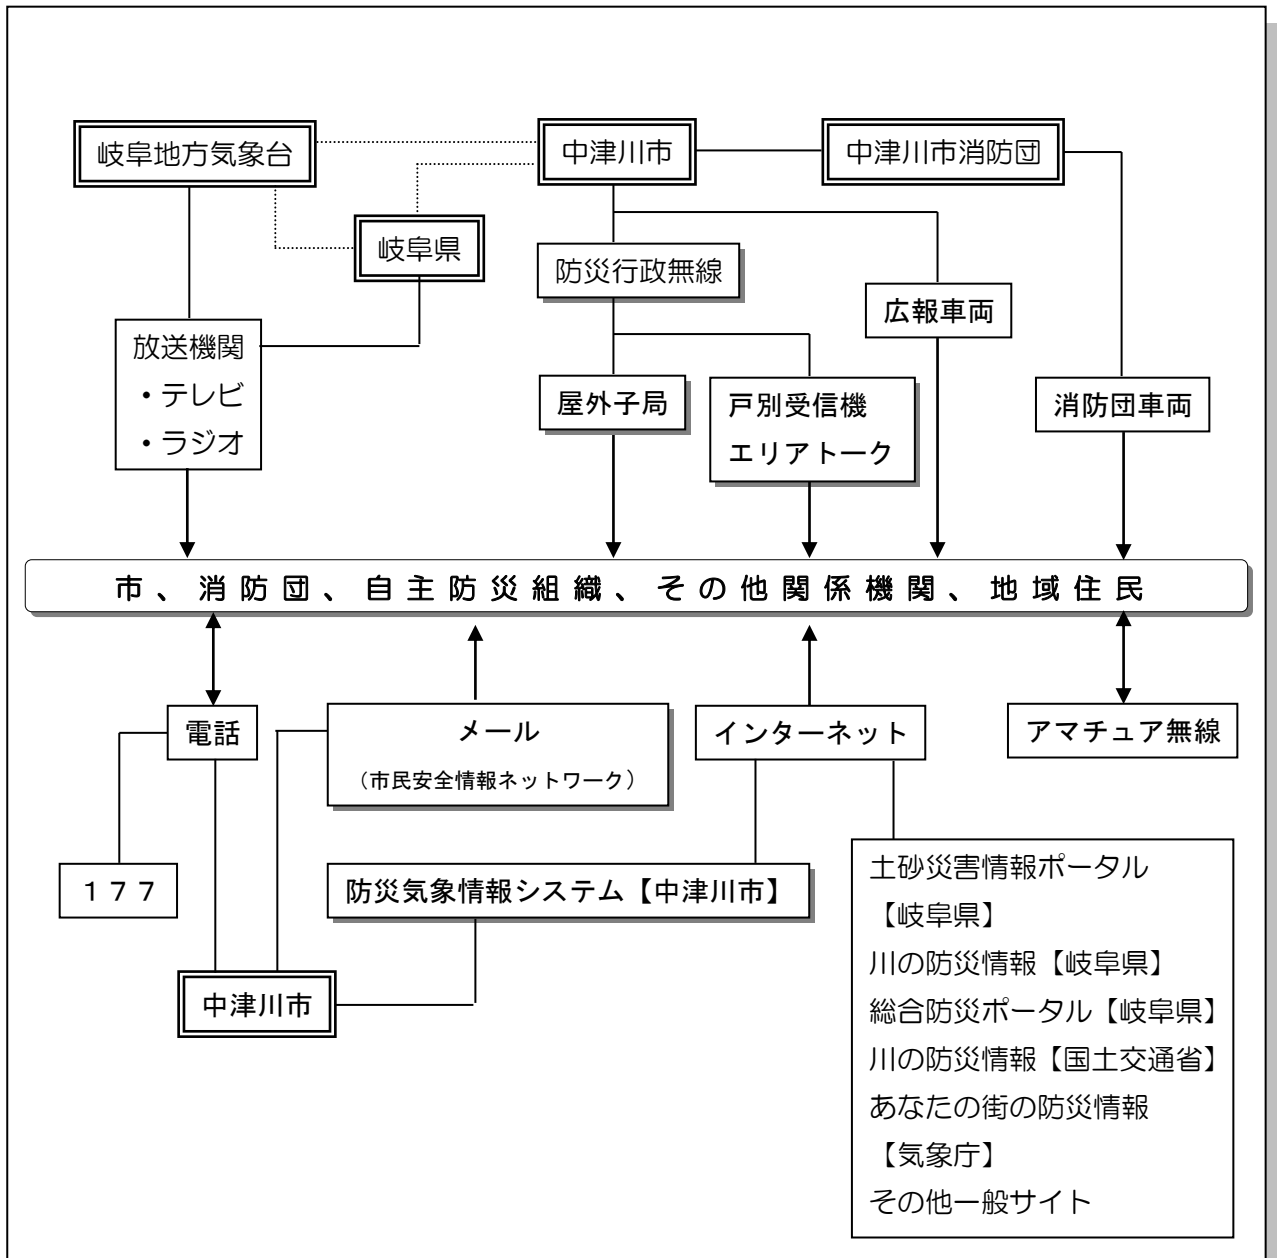 岐阜地方気象台
中津川市
中津川市消防団
岐阜県
防災行政無線
広報車両
放送機関
・テレビ
・ラジオ
屋外子局
戸別受信機
エリアトーク
消防団車両
市、消防団、自主防災組織、その他関係機関、地域住民
電話
メール
（市民安全情報ネットワーク）
インターネット
アマチュア無線
１７７
防災気象情報システム【中津川市】
中津川市
土砂災害情報ポータル
【岐阜県】
川の防災情報【岐阜県】
総合防災ポータル【岐阜県】
川の防災情報【国土交通省】
あなたの街の防災情報
【気象庁】
その他一般サイト